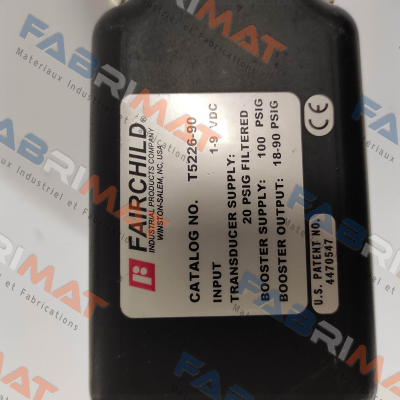 FAIRCHILD®
INDUSTRIAL PRODUCTS COMPANY
WINSTON-SALEM, NC, USA
CATALOG NO. T5226-90
INPUT 1-9 VDC
TRANSDUCER SUPPLY:
20 PSIG FILTERED
BOOSTER SUPPLY: 100 PSIG
BOOSTER OUTPUT: 18-90 PSIG
U.S. PATENT NO.
4470547
CE
FABRIMAT
Materiaux Industriel et Fabrications